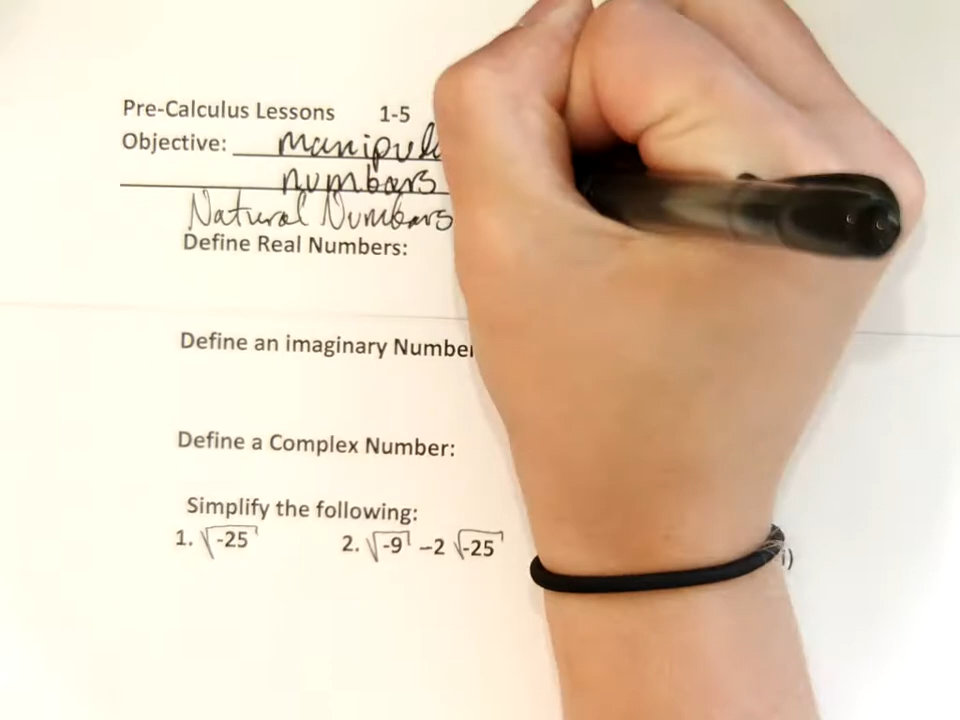 Pre-Calculus Lessons 1-5
Objective: manipul
numbers
Natural Numbers
Define Real Numbers:
Define an imaginary Number
Define a Complex Number:
Simplify the following:
1. √-25 2. √-9 -2 √-25 i)